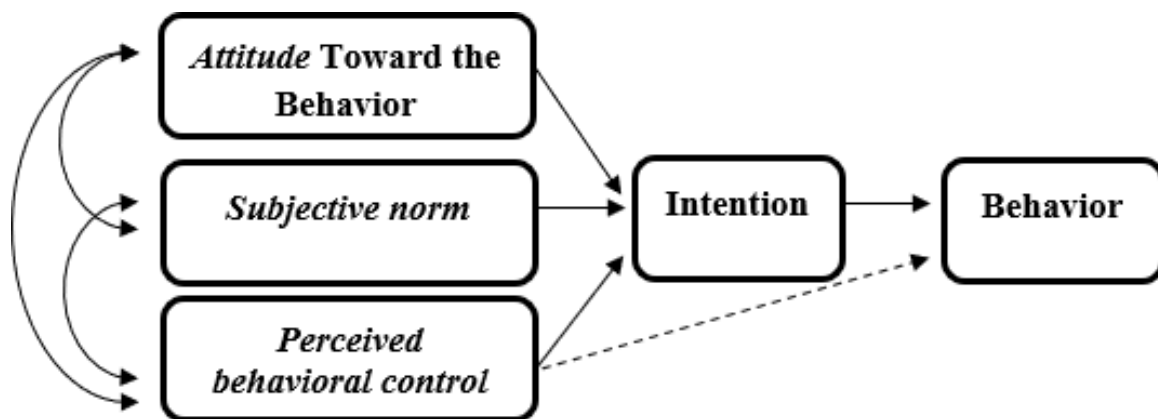 Attitude Toward the
Behavior
Subjective norm
Intention
Behavior
Perceived
behavioral control